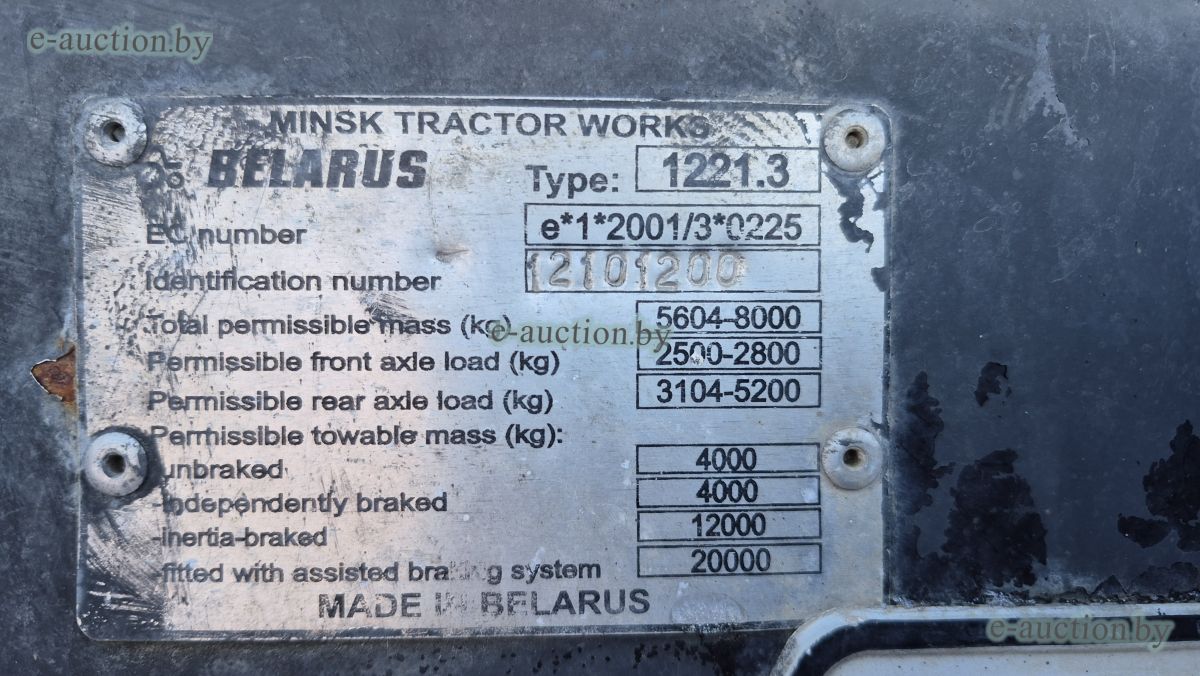 e-auction.by
MINSK TRACTOR WORKS
BELARUS Type: 1221.3
EC number e*1*2001/3*0225
Identification number 12101200
Total permissible mass (kg) 5604-8000
e-auction.by
Permissible front axle load (kg) 2500-2800
Permissible rear axle load (kg) 3104-5200
Permissible towable mass (kg):
-unbraked 4000
-independently braked 4000
-inertia-braked 12000
-fitted with assisted braking system 20000
MADE IN BELARUS
e-auction.by